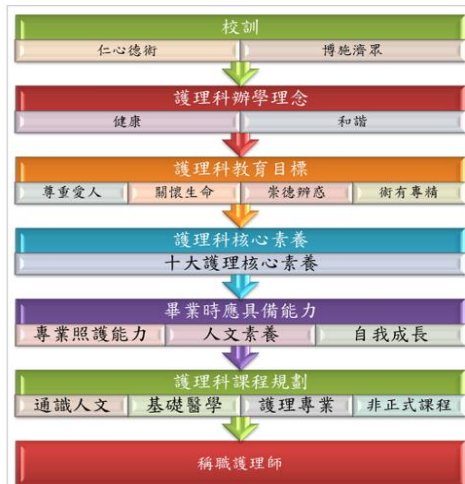 校訓
仁心德術 博施濟眾
護理科辦學理念
健康 和諧
護理科教育目標
尊重愛人 關懷生命 崇德辨惑 術有專精
護理科核心素養
十大護理核心素養
畢業時應具備能力
專業照護能力 人文素養 自我成長
護理科課程規劃
通識人文 基礎醫學 護理專業 非正式課程
稱職護理師